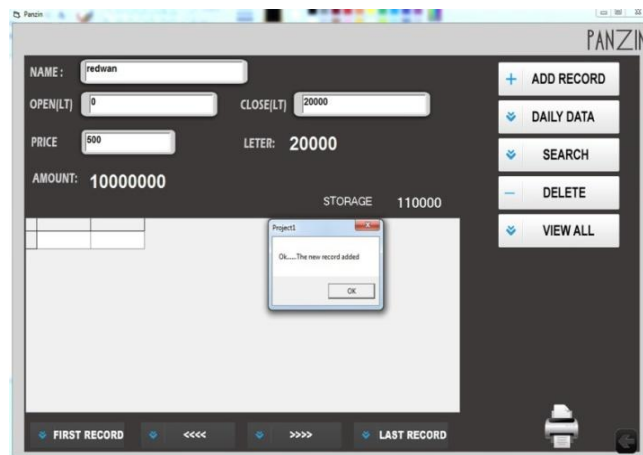 Panzin
PANZIN
NAME : redwan
OPEN(LT) 0 CLOSE(LT) 20000
PRICE 500 LETER: 20000
AMOUNT: 10000000
STORAGE 110000
ADD RECORD
DAILY DATA
SEARCH
DELETE
VIEW ALL
Project1
Ok.....The new record added
OK
FIRST RECORD <<<< >>>> LAST RECORD